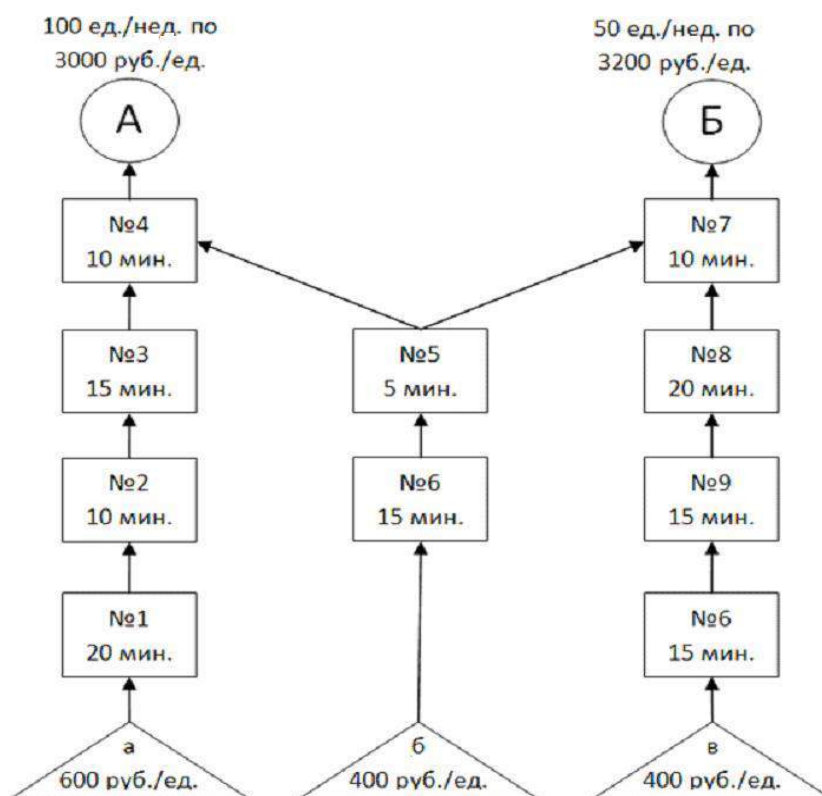 100 ед./нед. по
3000 руб./ед.
50 ед./нед. по
3200 руб./ед.
А
Б
№4
10 мин.
№7
10 мин.
№3
15 мин.
№5
5 мин.
№8
20 мин.
№2
10 мин.
№6
15 мин.
№9
15 мин.
№1
20 мин.
№6
15 мин.
а
600 руб./ед.
б
400 руб./ед.
в
400 руб./ед.